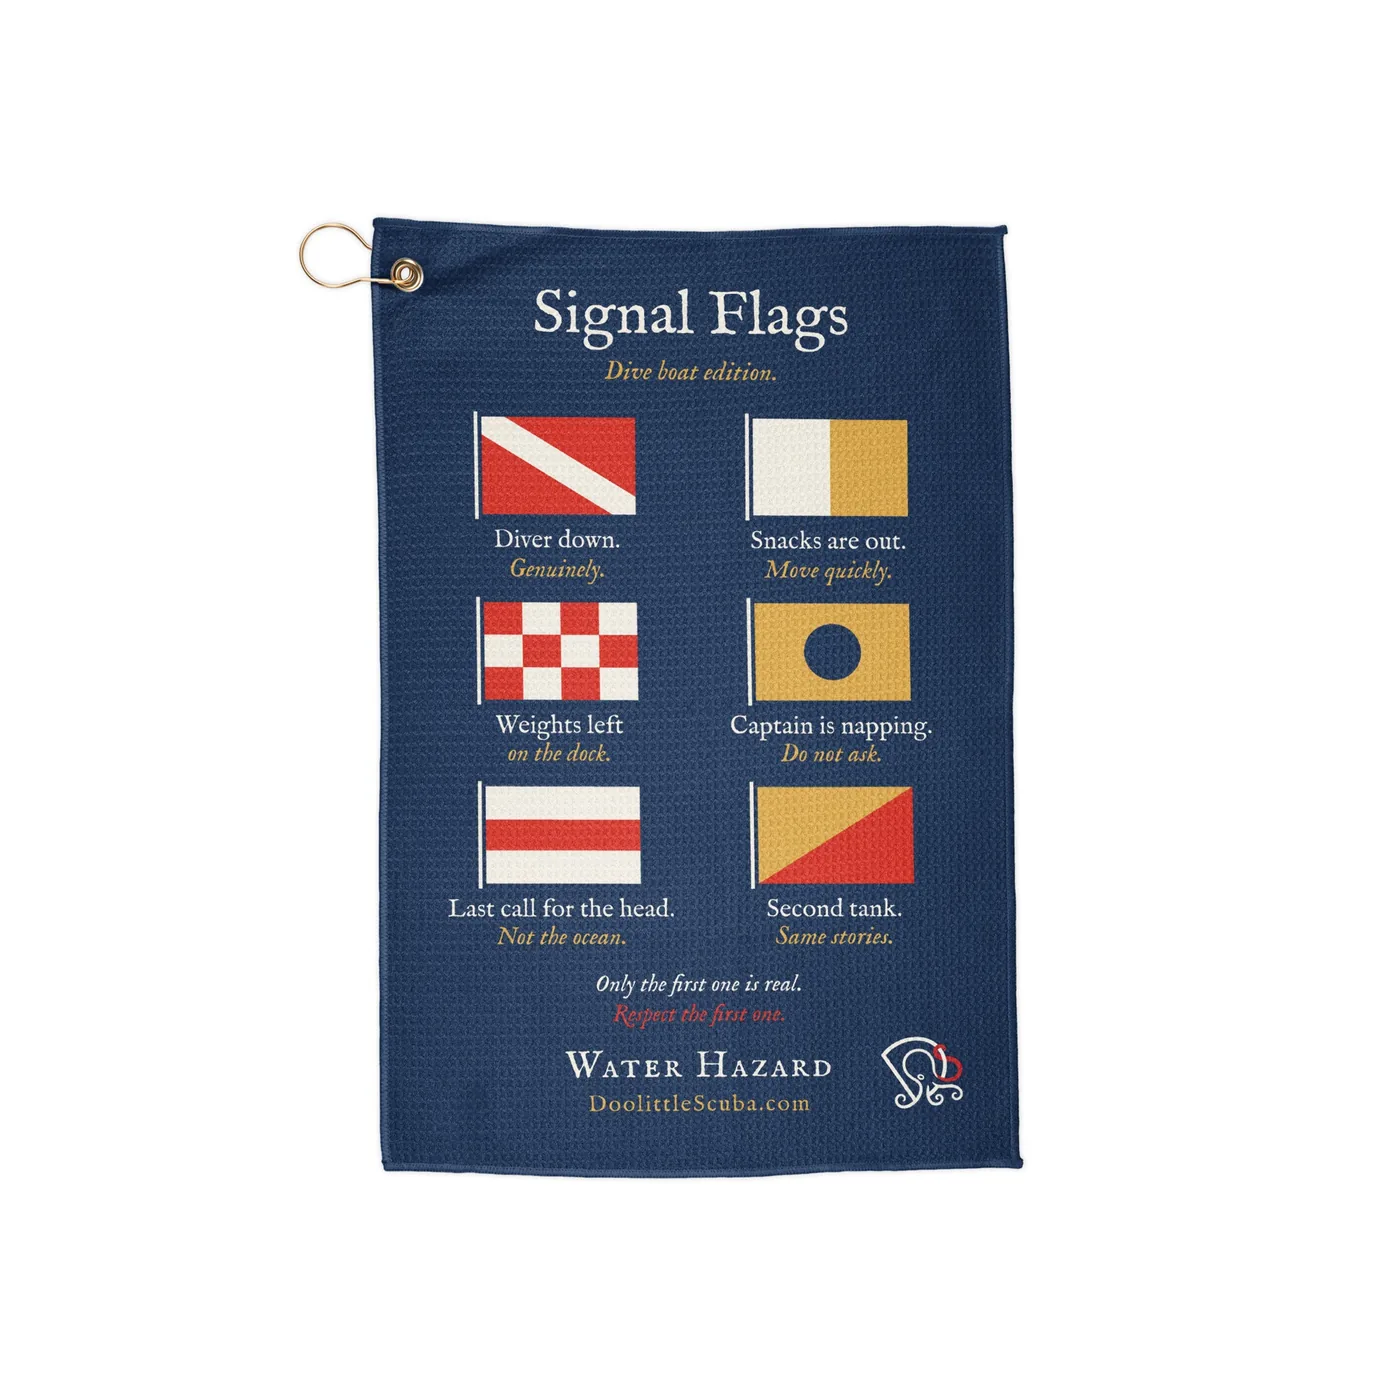 Signal Flags
Dive boat edition.
Diver down.
Genuinely.
Snacks are out.
Move quickly.
Weights left
on the dock.
Captain is napping.
Do not ask.
Last call for the head.
Not the ocean.
Second tank.
Same stories.
Only the first one is real.
Respect the first one.
WATER HAZARD
DoolittleScuba.com